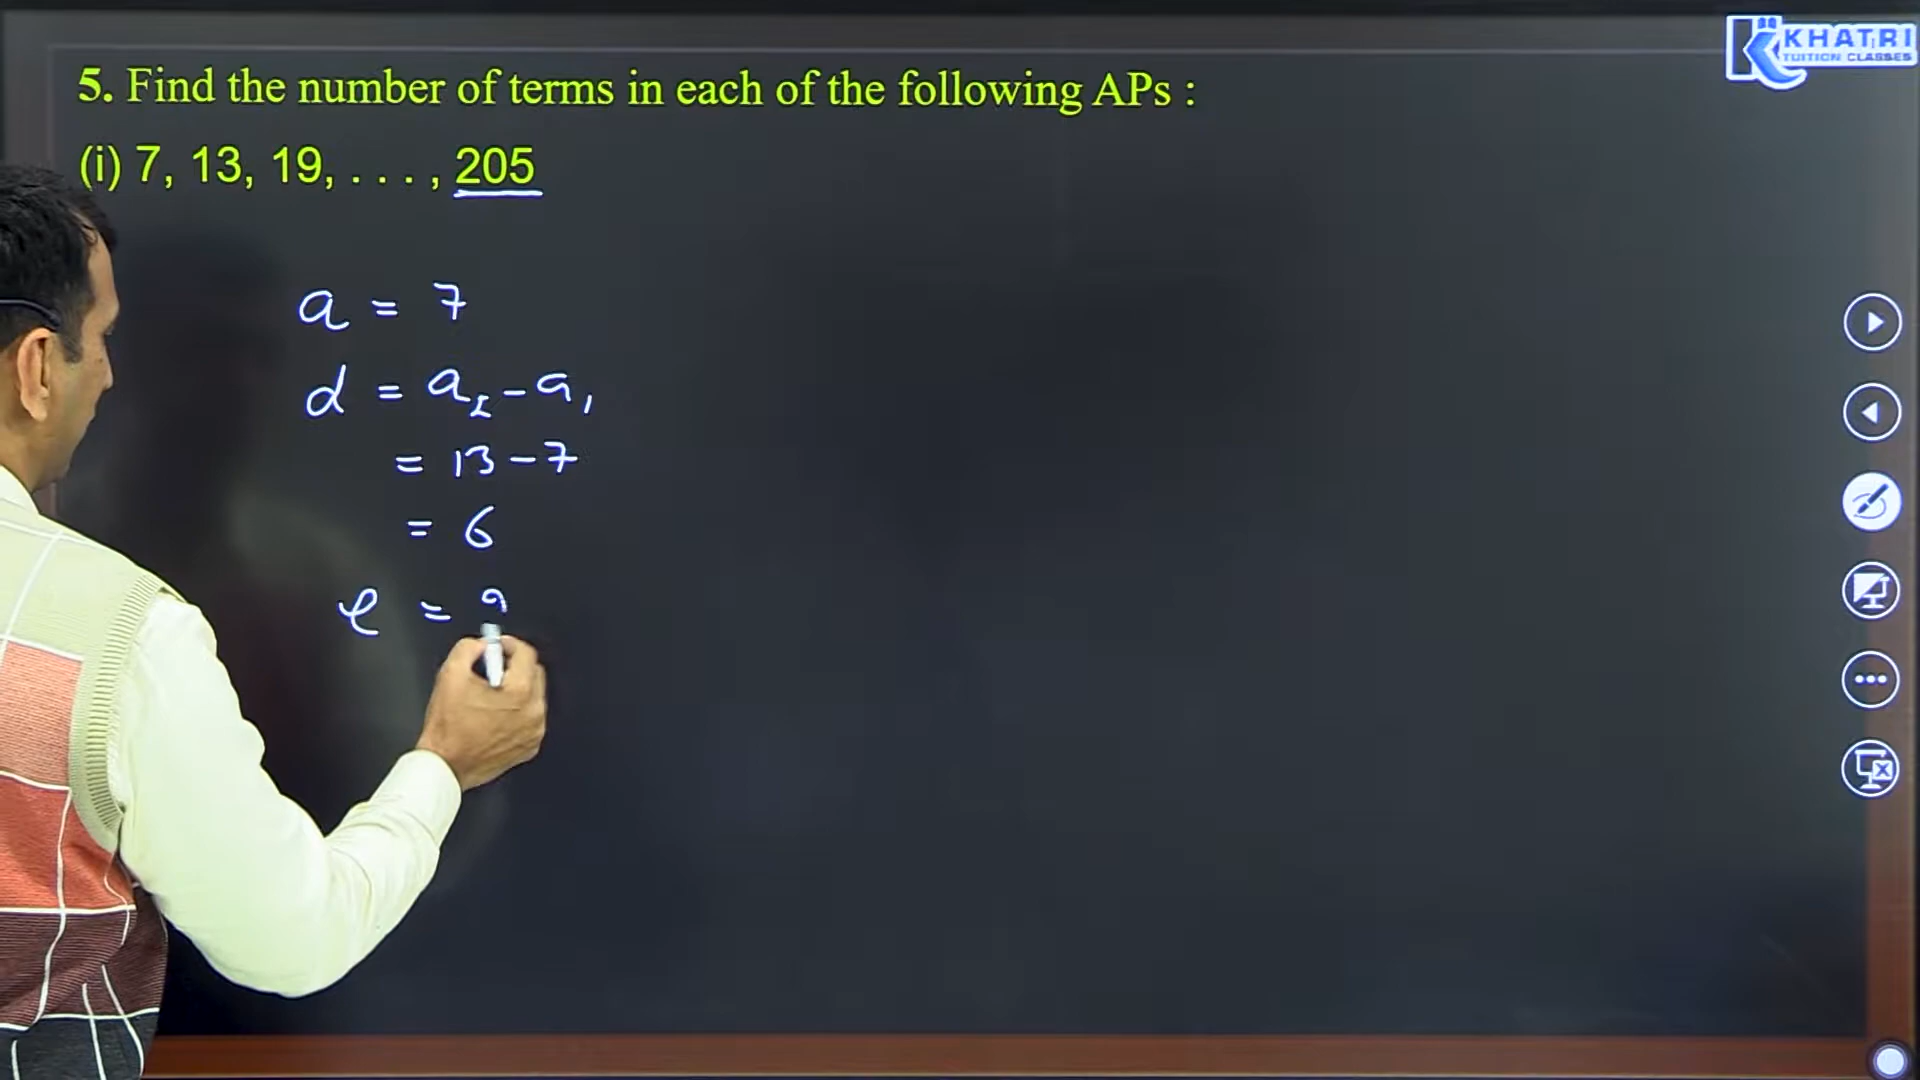 KHATRI
TUITION CLASSES
5. Find the number of terms in each of the following APs :
(i) 7, 13, 19, . . . , 205
a = 7
d = a₂ - a₁
= 13 - 7
= 6
l = a